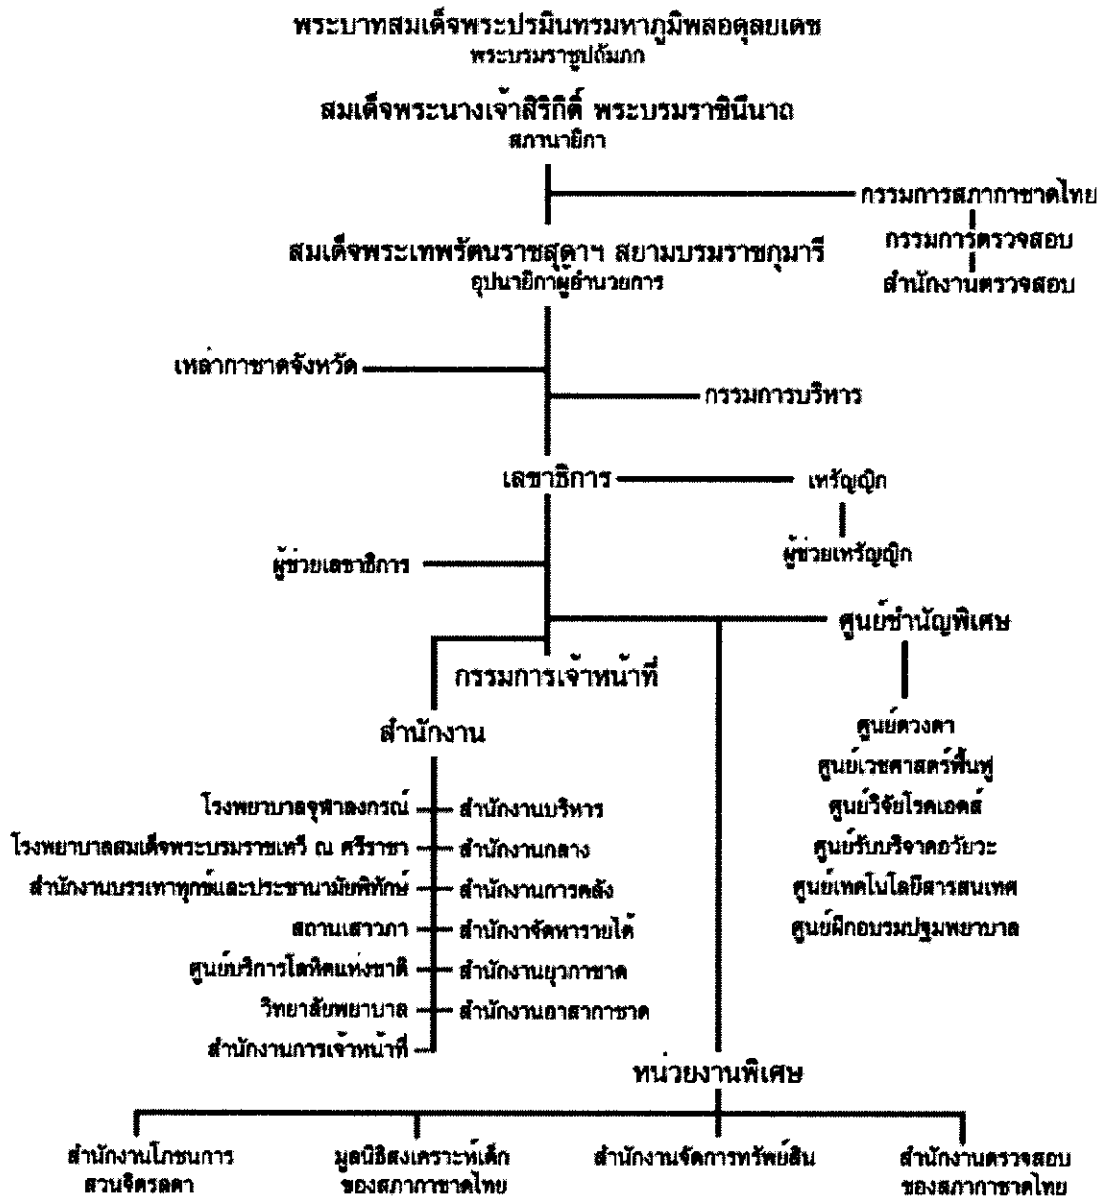 พระบาทสมเด็จพระปรมินทรมหาภูมิพลอดุลยเดช
พระบรมราชูปถัมภก
สมเด็จพระนางเจ้าสิริกิติ์ พระบรมราชินีนาถ
สภานายิกา
กรรมการสภากาชาดไทย
กรรมการตรวจสอบ
สำนักงานตรวจสอบ
สมเด็จพระเทพรัตนราชสุดาฯ สยามบรมราชกุมารี
อุปนายิกาผู้อำนวยการ
เหล่ากาชาดจังหวัด
กรรมการบริหาร
เลขาธิการ
เหรัญญิก
ผู้ช่วยเหรัญญิก
ผู้ช่วยเลขาธิการ
ศูนย์ชำนัญพิเศษ
กรรมการเจ้าหน้าที่
สำนักงาน
ศูนย์ดวงตา
ศูนย์เวชศาสตร์ฟื้นฟู
ศูนย์วิจัยโรคเอดส์
ศูนย์รับบริจาคอวัยวะ
ศูนย์เทคโนโลยีสารสนเทศ
ศูนย์ฝึกอบรมปฐมพยาบาล
โรงพยาบาลจุฬาลงกรณ์
สำนักงานบริหาร
โรงพยาบาลสมเด็จพระบรมราชเทวี ณ ศรีราชา
สำนักงานกลาง
สำนักงานบรรเทาทุกข์และประชานามัยพิทักษ์
สำนักงานการคลัง
สถานเสาวภา
สำนักงาจัดหารายได้
ศูนย์บริการโลหิตแห่งชาติ
สำนักงานยุวกาชาด
วิทยาลัยพยาบาล
สำนักงานอาสากาชาด
สำนักงานการเจ้าหน้าที่
หน่วยงานพิเศษ
สำนักงานโภชนการ
สวนจิตรลดา
มูลนิธิสงเคราะห์เด็ก
ของสภากาชาดไทย
สำนักงานจัดการทรัพย์สิน
สำนักงานตรวจสอบ
ของสภากาชาดไทย